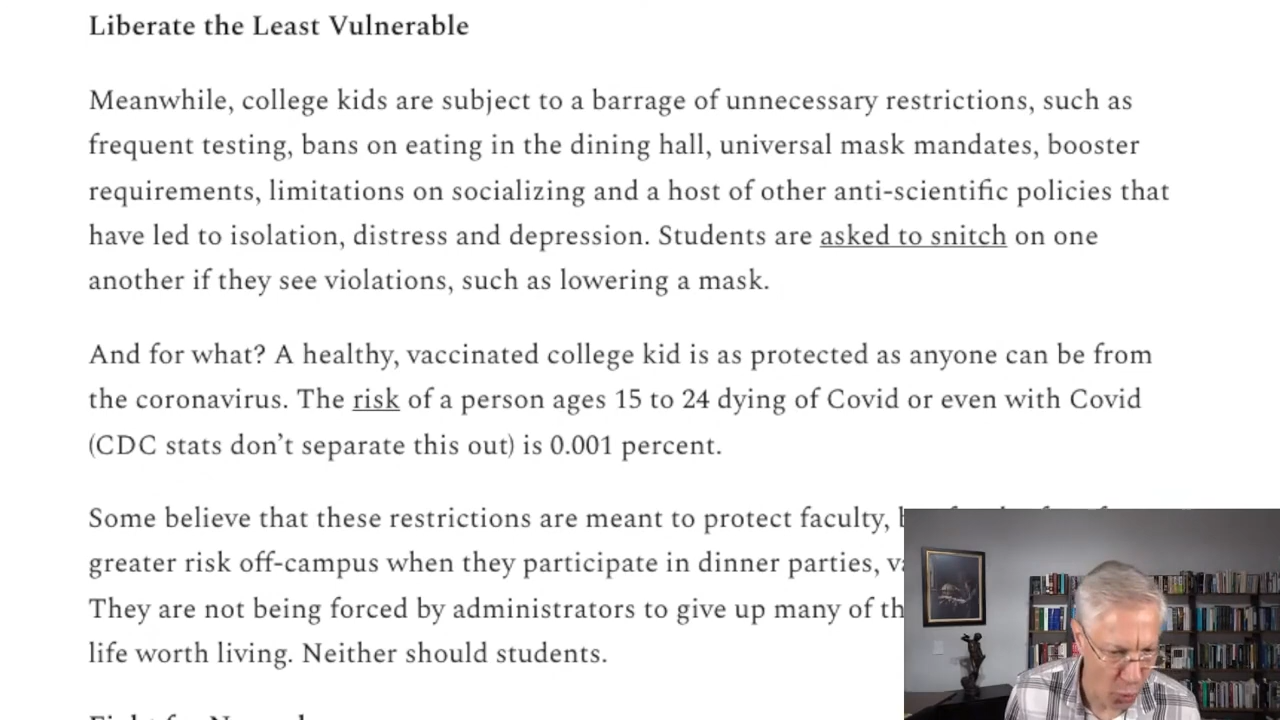 Liberate the Least Vulnerable
Meanwhile, college kids are subject to a barrage of unnecessary restrictions, such as
frequent testing, bans on eating in the dining hall, universal mask mandates, booster
requirements, limitations on socializing and a host of other anti-scientific policies that
have led to isolation, distress and depression. Students are asked to snitch on one
another if they see violations, such as lowering a mask.
And for what? A healthy, vaccinated college kid is as protected as anyone can be from
the coronavirus. The risk of a person ages 15 to 24 dying of Covid or even with Covid
(CDC stats don’t separate this out) is 0.001 percent.
Some believe that these restrictions are meant to protect faculty,
greater risk off-campus when they participate in dinner parties,
They are not being forced by administrators to give up many of
life worth living. Neither should students.